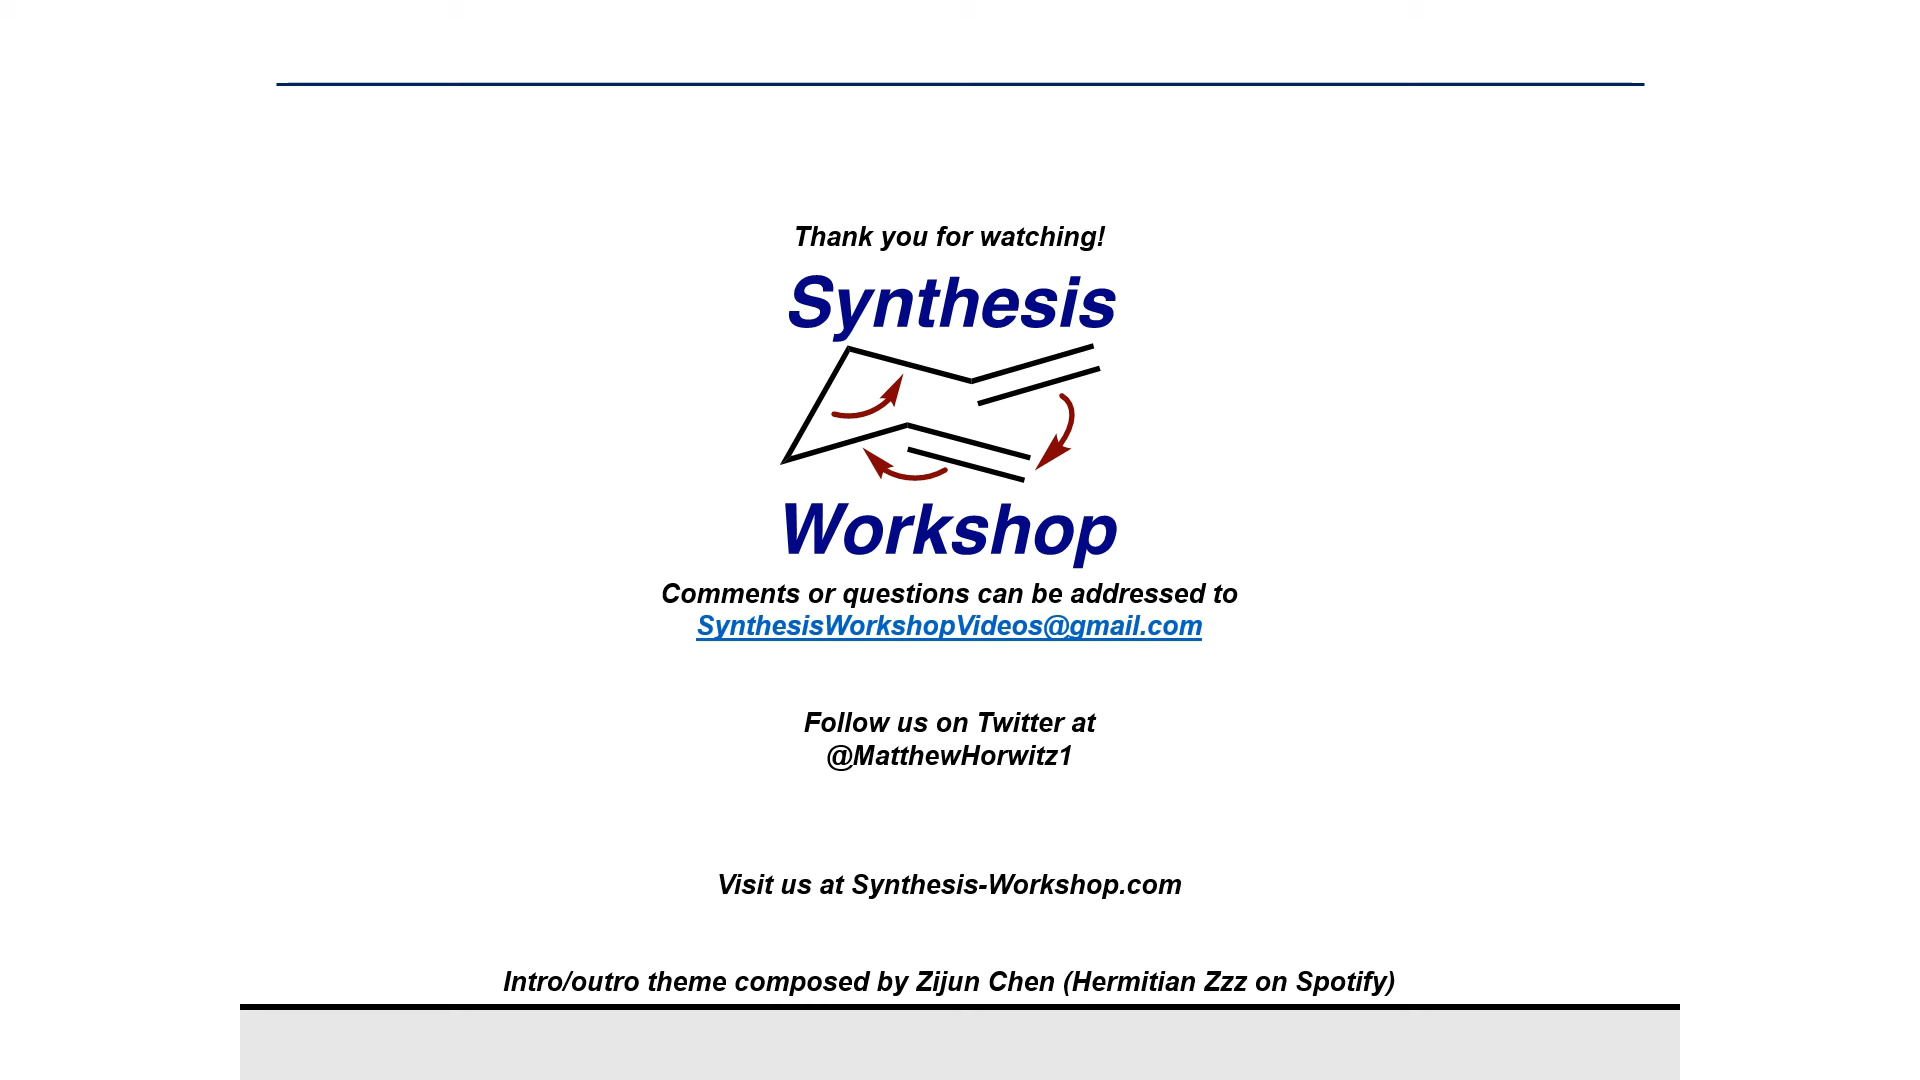 Thank you for watching!
Synthesis
Workshop
Comments or questions can be addressed to
SynthesisWorkshopVideos@gmail.com
Follow us on Twitter at
@MatthewHorwitz1
Visit us at Synthesis-Workshop.com
Intro/outro theme composed by Zijun Chen (Hermitian Zzz on Spotify)